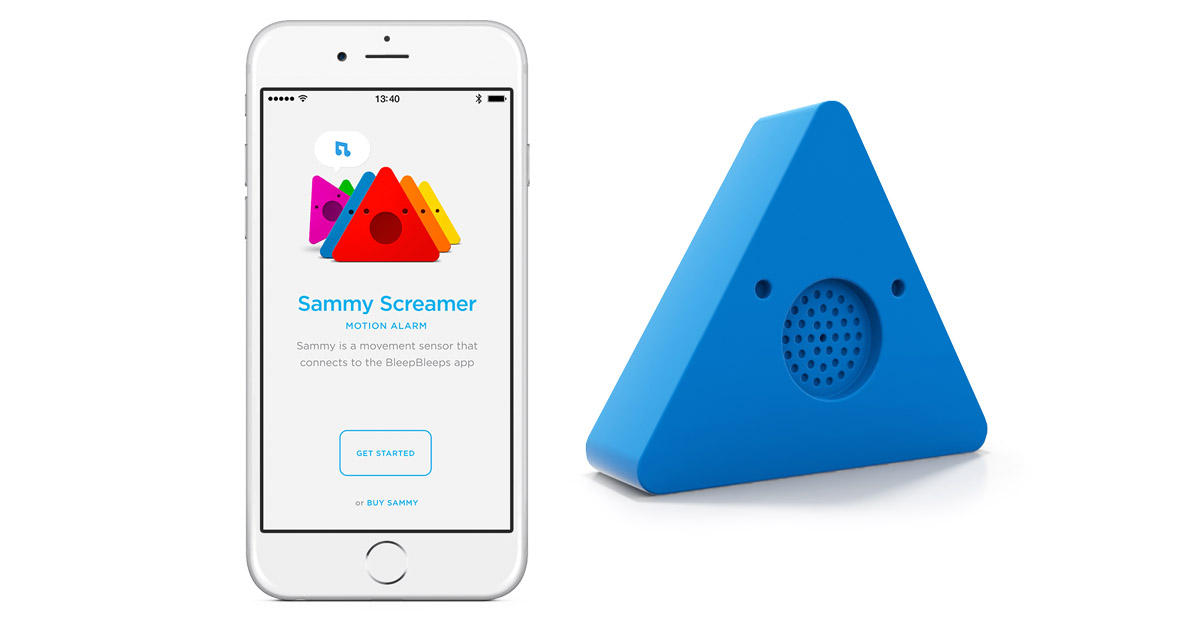 13:40
Sammy Screamer
MOTION ALARM
Sammy is a movement sensor that
connects to the BleepBleeps app
GET STARTED
or BUY SAMMY